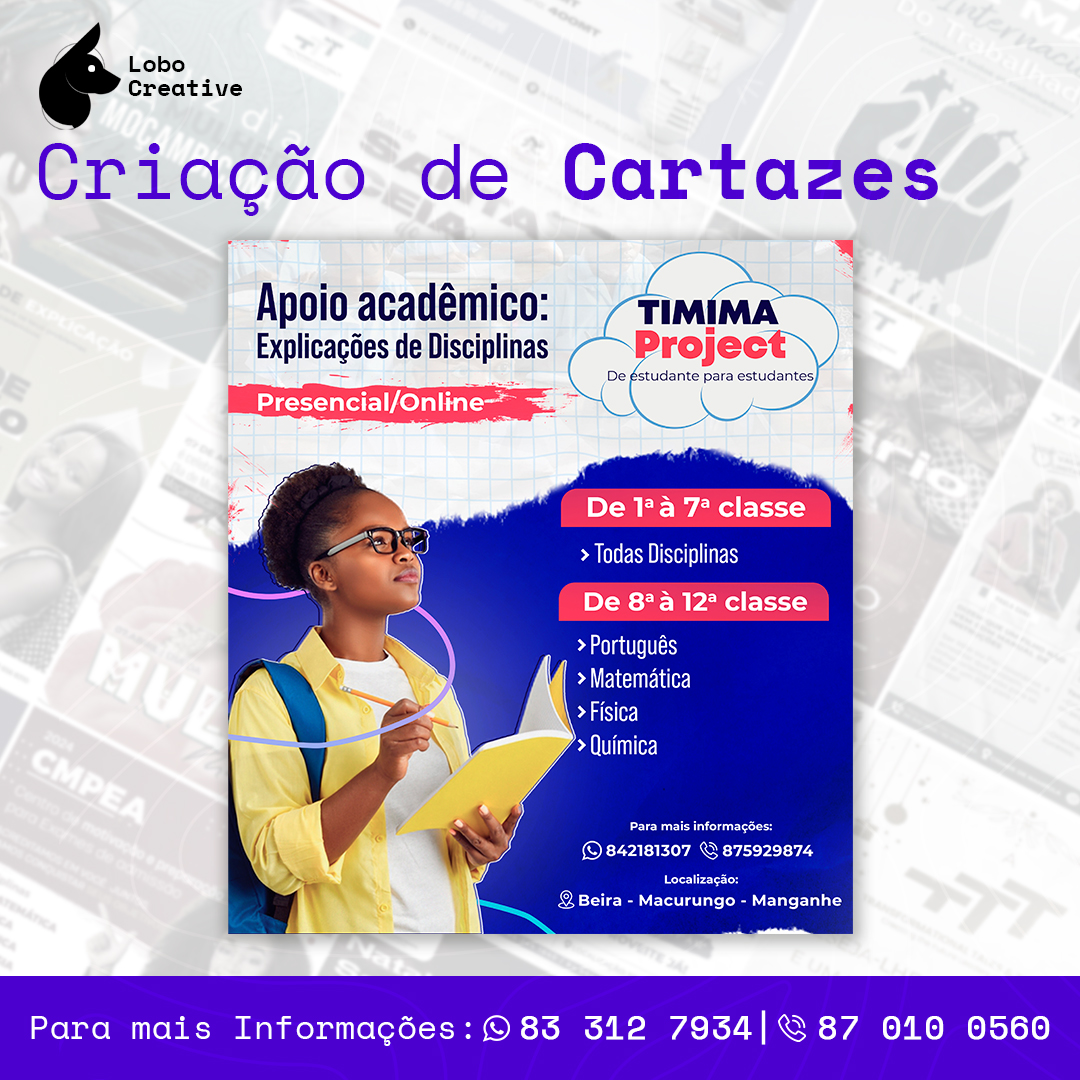 Lobo
Creative
Criação de Cartazes
Apoio acadêmico:
Explicações de Disciplinas
Presencial/Online
TIMIMA
Project
De estudante para estudantes
De 1ª à 7ª classe
Todas Disciplinas
De 8ª à 12ª classe
Português
Matemática
Física
Química
Para mais informações:
842181307 875929874
Localização:
Beira - Macurungo - Manganhe
CMPEA
Para mais Informações: 83 312 7934| 87 010 0560